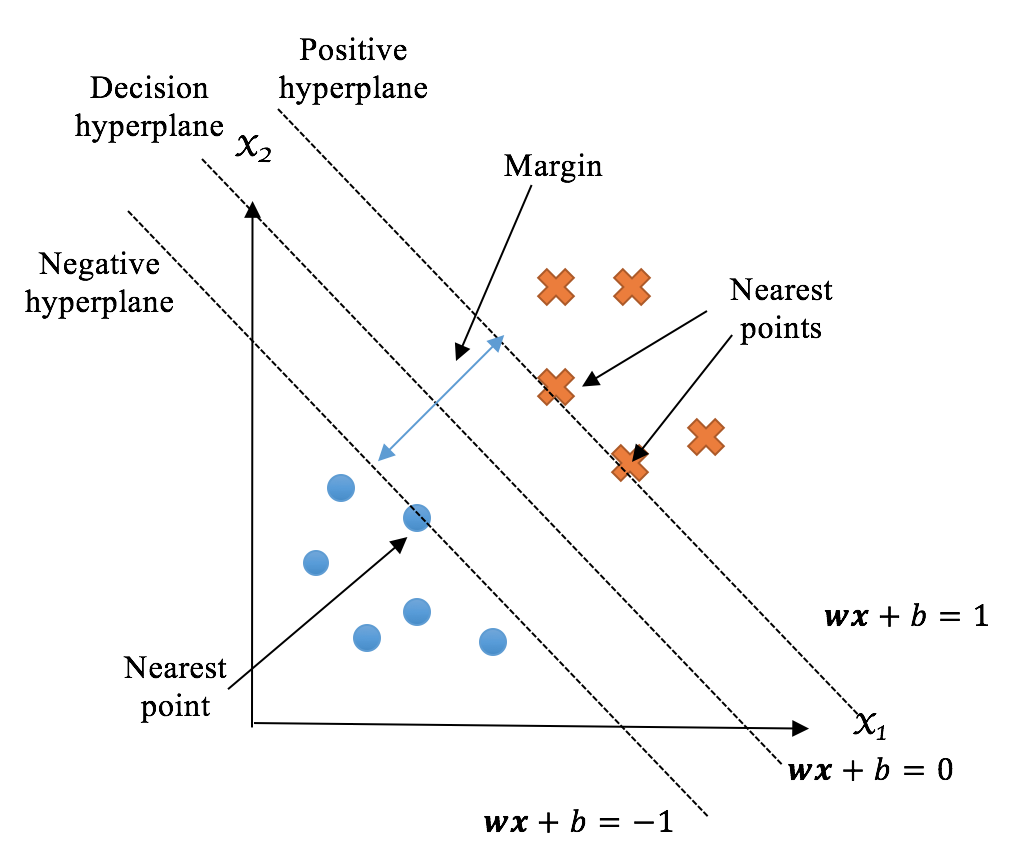 Positive
hyperplane
Decision
hyperplane
x₂
Margin
Negative
hyperplane
Nearest
points
wx + b = 1
Nearest
point
x₁
wx + b = 0
wx + b = −1